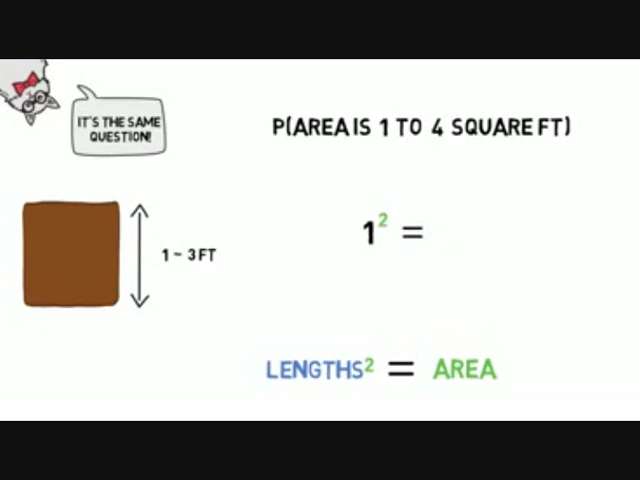 IT'S THE SAME
QUESTION!
P(AREA IS 1 TO 4 SQUARE FT)
1² =
1 ~ 3 FT
LENGTHS² = AREA